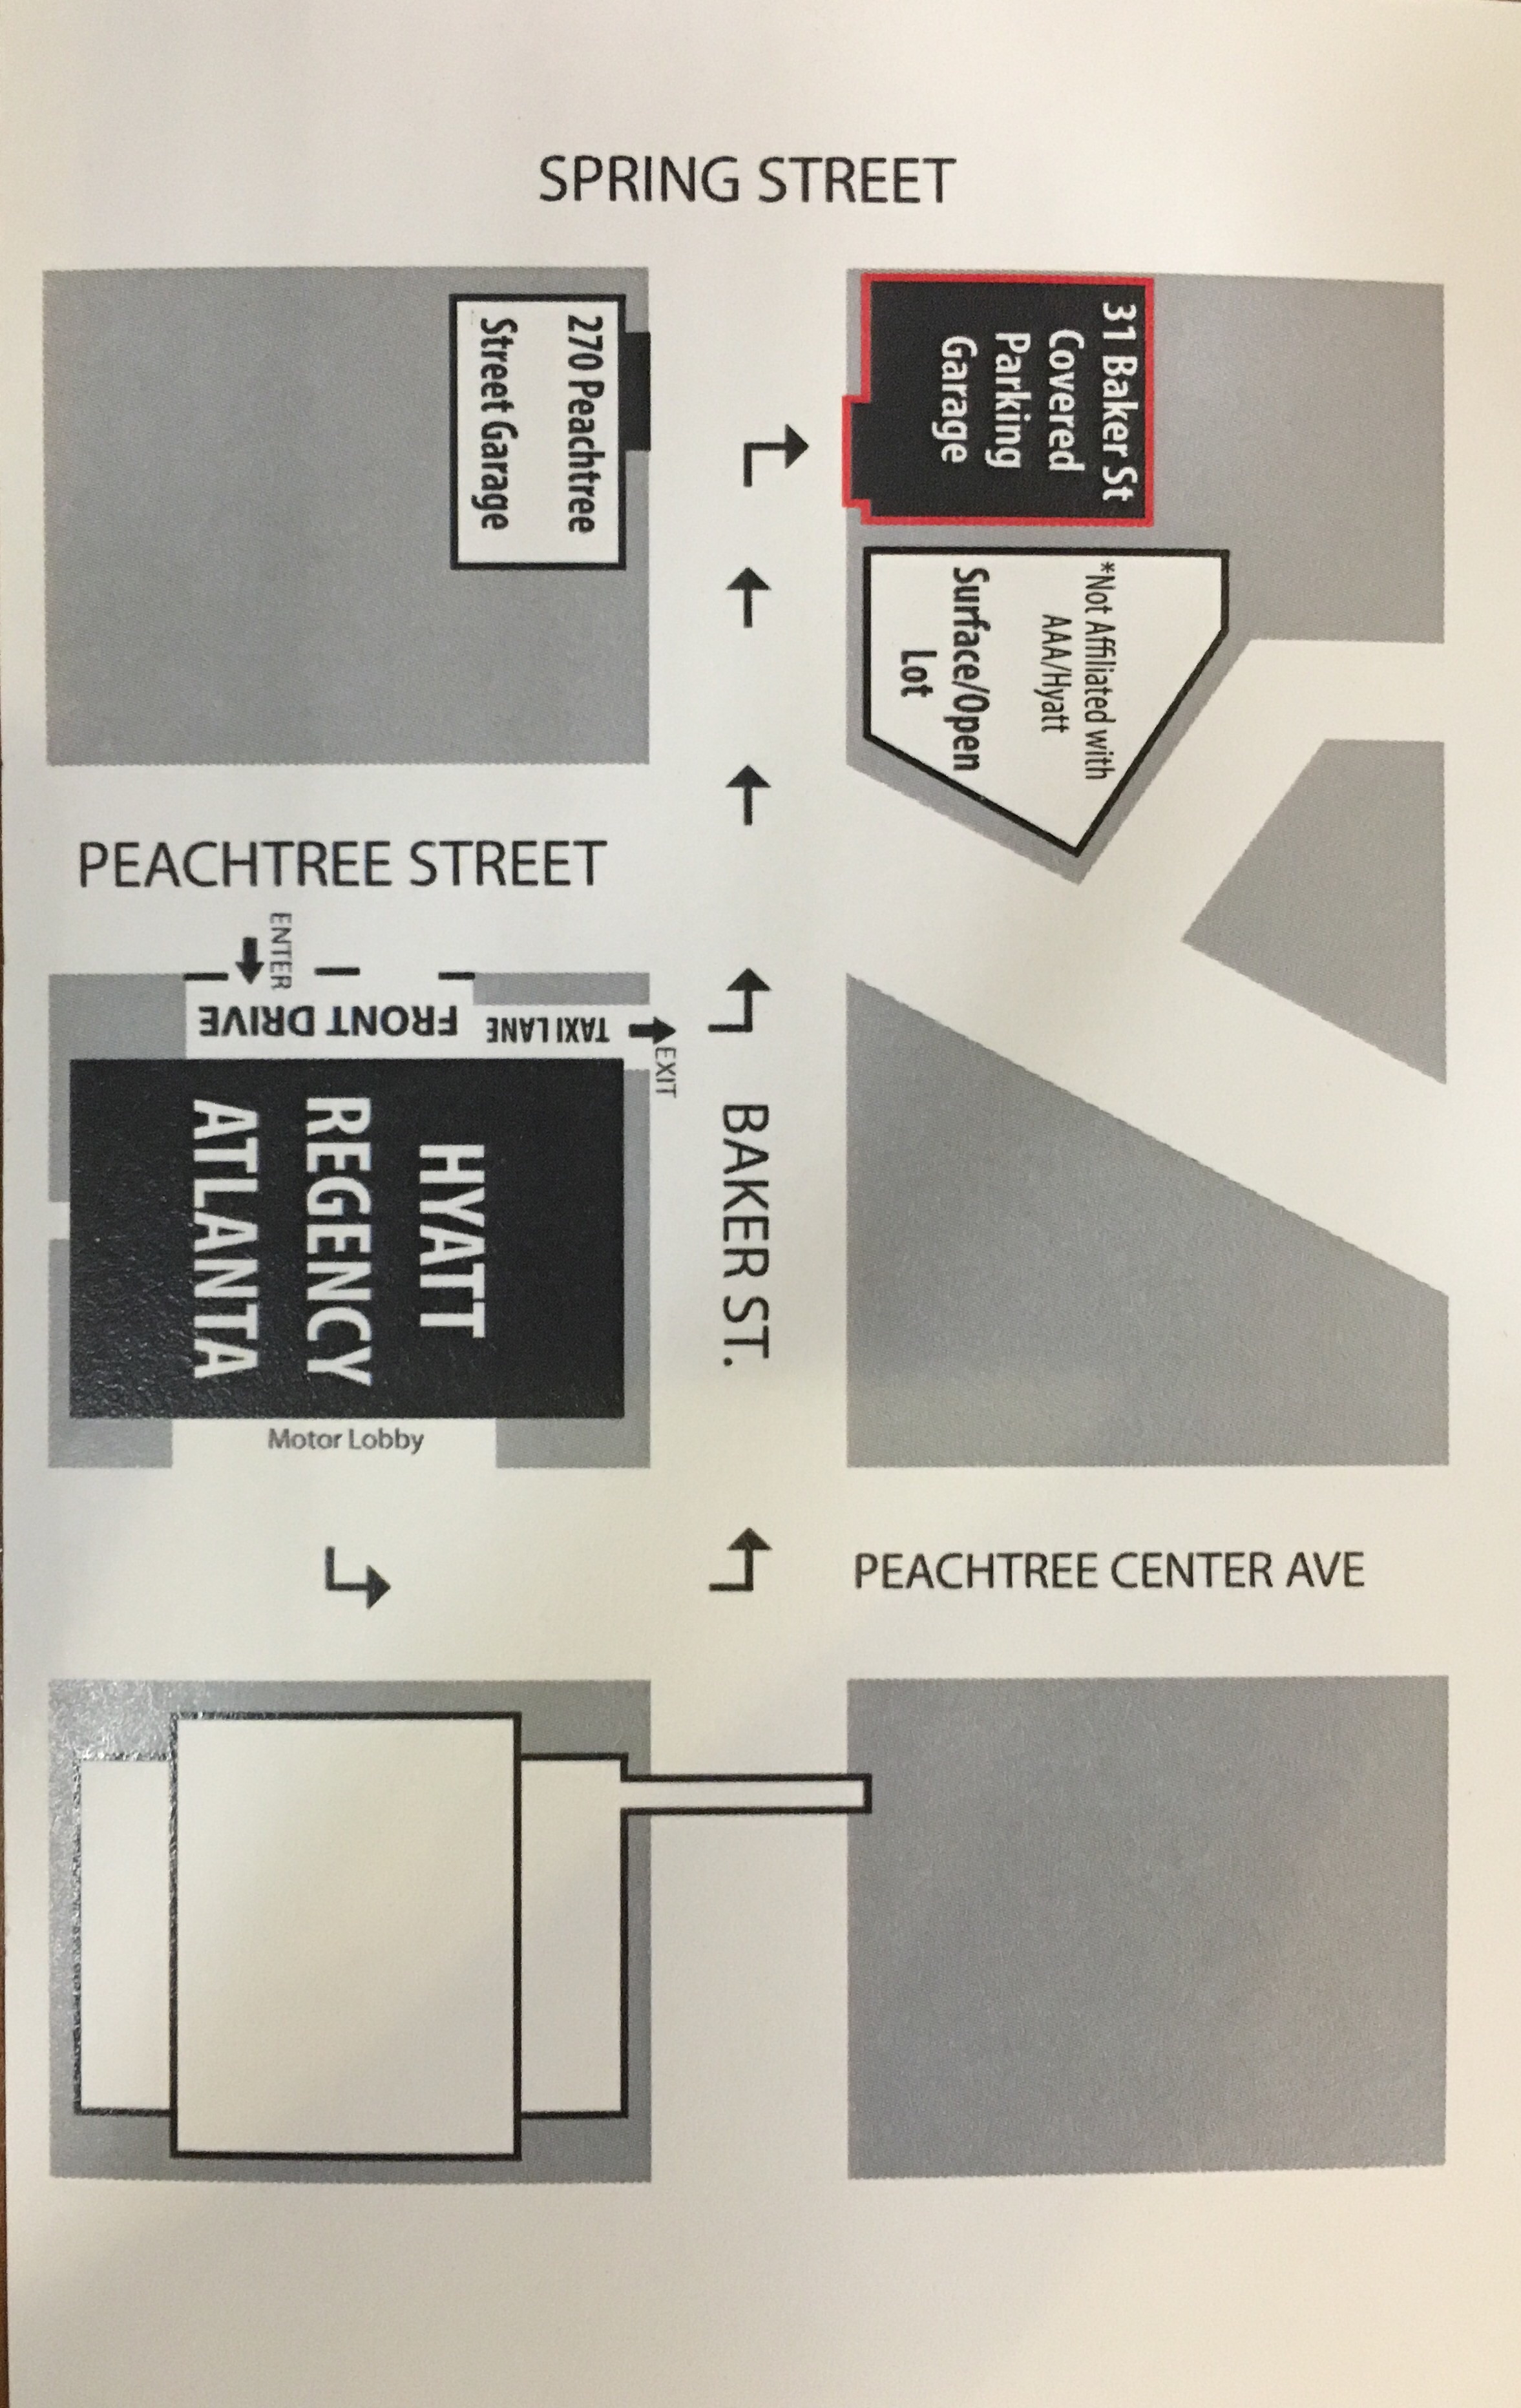 SPRING STREET
270 Peachtree
Street Garage
31 Baker St
Covered
Parking
Garage
*Not Affiliated with
AAA/Hyatt
Surface/Open
Lot
PEACHTREE STREET
ENTER
FRONT DRIVE
TAXI LANE
EXIT
HYATT
REGENCY
ATLANTA
BAKER ST.
Motor Lobby
PEACHTREE CENTER AVE